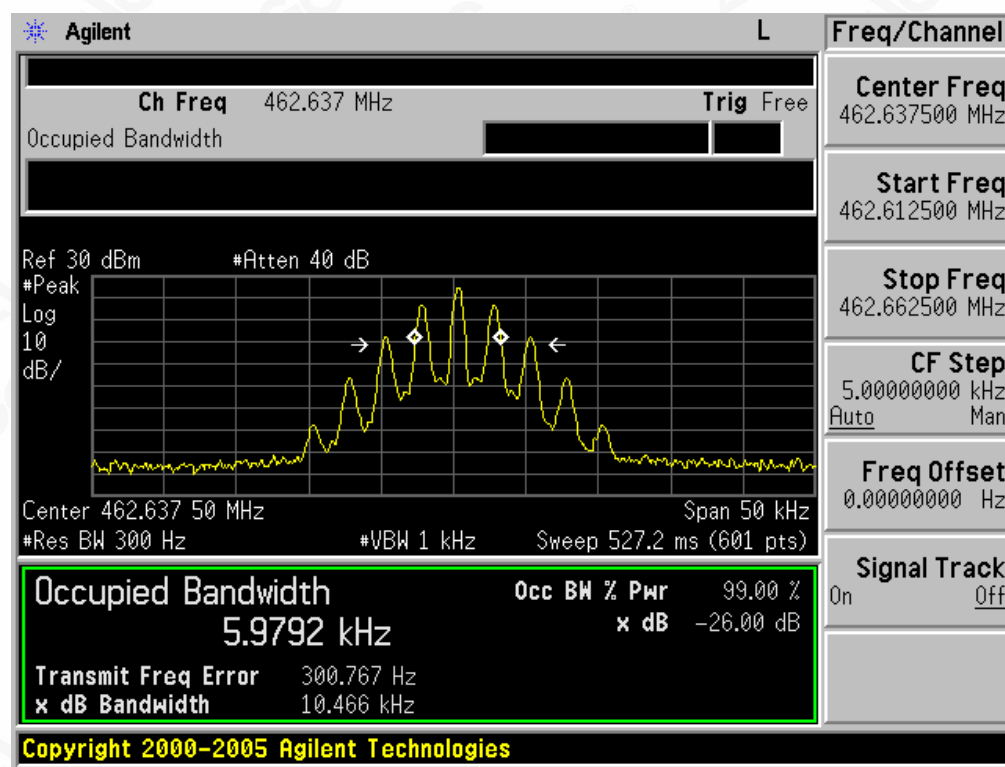 Agilent L Freq/Channel
Ch Freq 462.637 MHz Trig Free
Occupied Bandwidth
Center Freq
462.637500 MHz
Start Freq
462.612500 MHz
Stop Freq
462.662500 MHz
CF Step
5.00000000 kHz
Auto Man
Freq Offset
0.00000000 Hz
Signal Track
On Off
Ref 30 dBm #Atten 40 dB
#Peak
Log
10
dB/
Center 462.637 50 MHz Span 50 kHz
#Res BW 300 Hz #VBW 1 kHz Sweep 527.2 ms (601 pts)
Occupied Bandwidth Occ BW % Pwr 99.00 %
5.9792 kHz x dB -26.00 dB
Transmit Freq Error 300.767 Hz
x dB Bandwidth 10.466 kHz
Copyright 2000-2005 Agilent Technologies